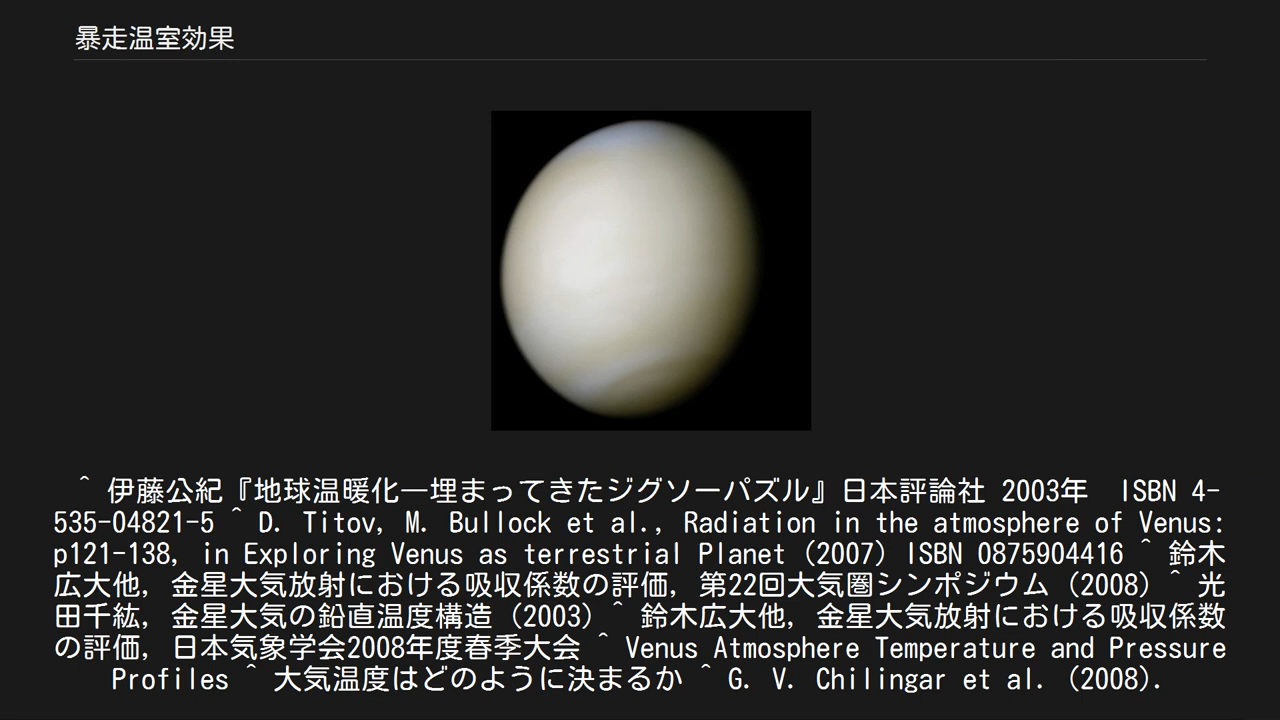 暴走温室効果
^ 伊藤公紀『地球温暖化―埋まってきたジグソーパズル』日本評論社 2003年　ISBN 4-
535-04821-5 ^ D. Titov, M. Bullock et al., Radiation in the atmosphere of Venus:
p121-138, in Exploring Venus as terrestrial Planet (2007) ISBN 0875904416 ^ 鈴木
広大他, 金星大気放射における吸収係数の評価, 第22回大気圏シンポジウム (2008) ^ 光
田千紘, 金星大気の鉛直温度構造 (2003) ^ 鈴木広大他, 金星大気放射における吸収係数
の評価, 日本気象学会2008年度春季大会 ^ Venus Atmosphere Temperature and Pressure
Profiles ^ 大気温度はどのように決まるか ^ G. V. Chilingar et al. (2008).